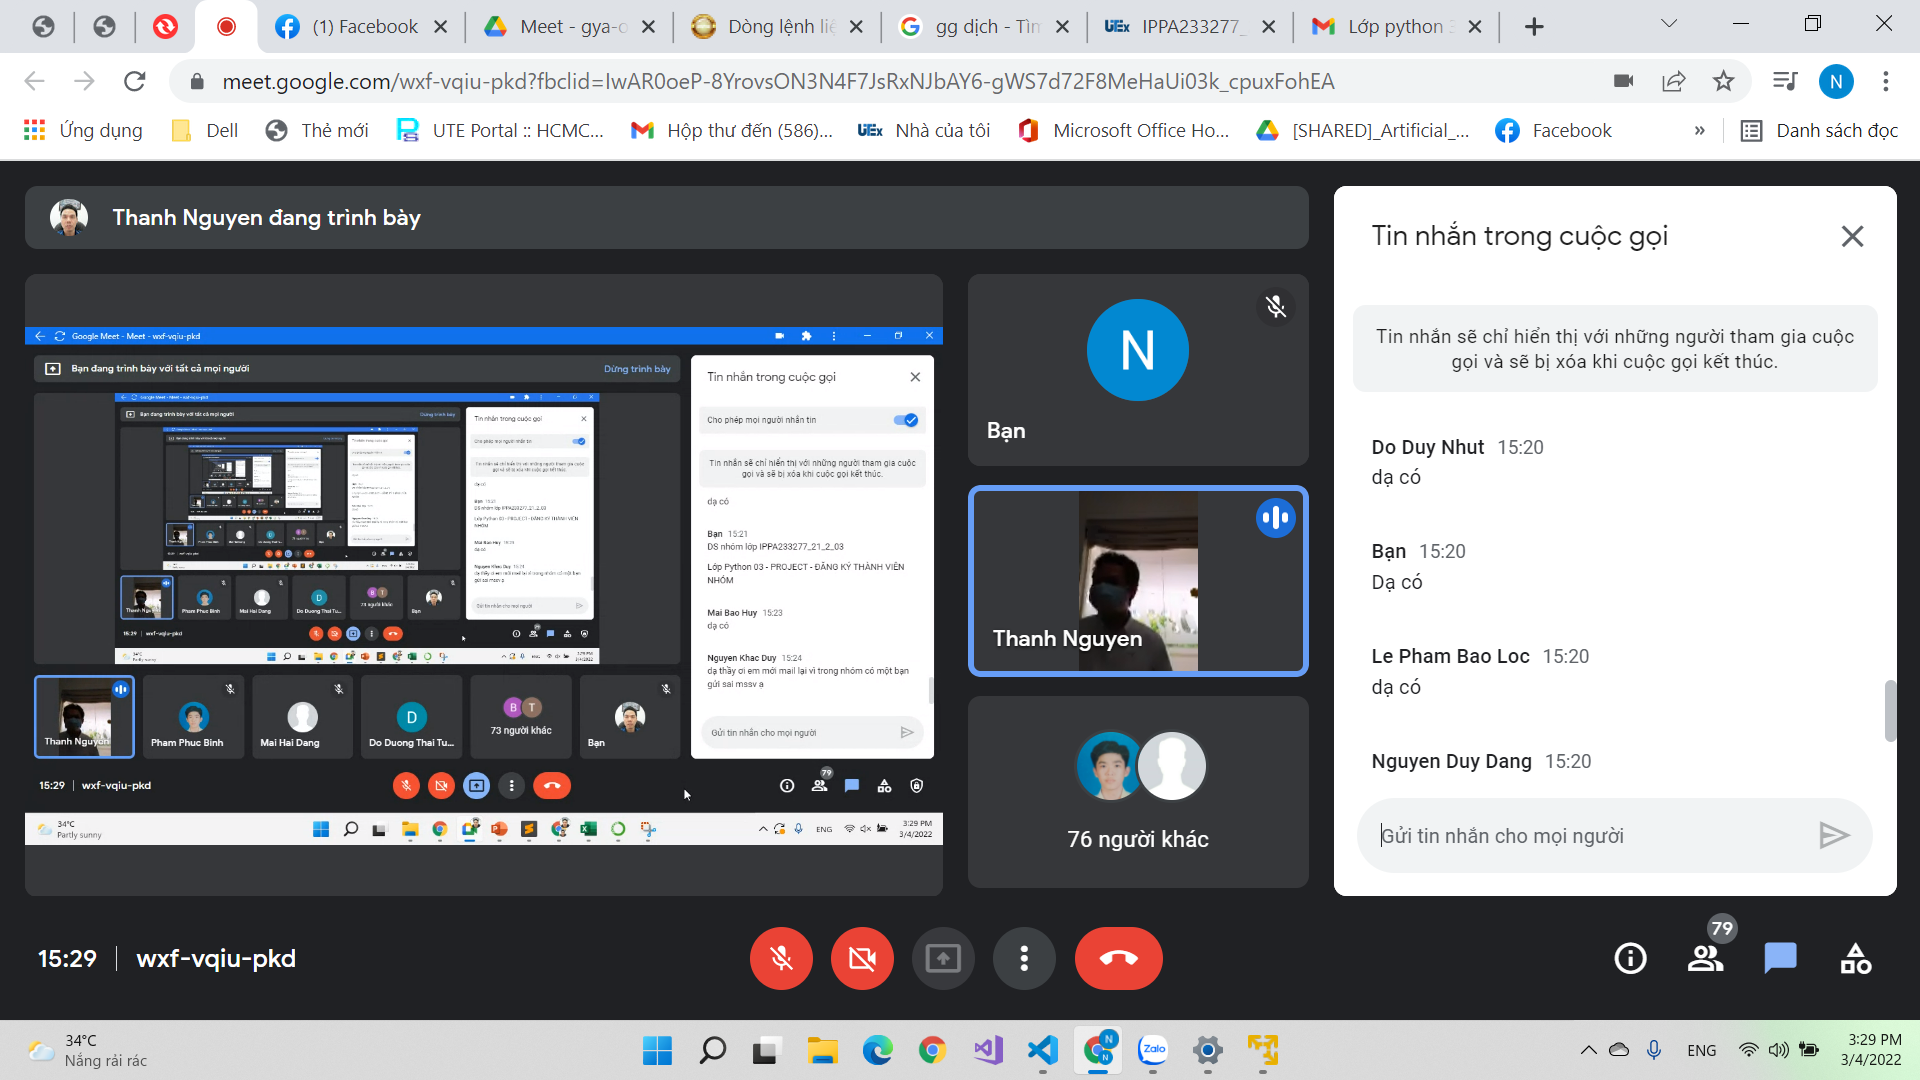 (1) Facebook
Meet - gya-o
Dòng lệnh liê
gg dịch - Tìm
UTEx IPPA233277_
Lớp python 3
meet.google.com/wxf-vqiu-pkd?fbclid=IwAR0oeP-8YrovsON3N4F7JsRxNJbAY6-gWS7d72F8MeHaUi03k_cpuxFohEA
N
Ứng dụng
Dell
Thẻ mới
UTE Portal :: HCMC...
Hộp thư đến (586)...
UTEx Nhà của tôi
Microsoft Office Ho...
[SHARED]_Artificial_...
Facebook
»
Danh sách đọc
Thanh Nguyen đang trình bày
Google Meet - Meet - wxf-vqiu-pkd
Bạn đang trình bày với tất cả mọi người
Dừng trình bày
Tin nhắn trong cuộc gọi
Cho phép mọi người nhắn tin
Tin nhắn sẽ chỉ hiển thị với những người tham gia cuộc
gọi và sẽ bị xóa khi cuộc gọi kết thúc.
dạ có
Bạn 15:21
DS nhóm lớp IPPA233277_21_2_03
Lớp Python 03 - PROJECT - ĐĂNG KÝ THÀNH VIÊN
NHÓM
Mai Bao Huy 15:23
dạ có
Nguyen Khac Duy 15:24
dạ thầy ơi em mới mail lại vì trong nhóm có một bạn
gửi sai mssv ạ
Gửi tin nhắn cho mọi người
Thanh Nguyen
Pham Phuc Binh
Mai Hai Dang
D
Do Duong Thai Tu...
B T
73 người khác
Bạn
15:29 | wxf-vqiu-pkd
79
34°C
Partly sunny
ENG
3:29 PM
3/4/2022
N
Bạn
Thanh Nguyen
76 người khác
Tin nhắn trong cuộc gọi
Tin nhắn sẽ chỉ hiển thị với những người tham gia cuộc
gọi và sẽ bị xóa khi cuộc gọi kết thúc.
Do Duy Nhut 15:20
dạ có
Bạn 15:20
Dạ có
Le Pham Bao Loc 15:20
dạ có
Nguyen Duy Dang 15:20
Gửi tin nhắn cho mọi người
15:29 | wxf-vqiu-pkd
79
34°C
Nắng rải rác
Zalo
ENG
3:29 PM
3/4/2022